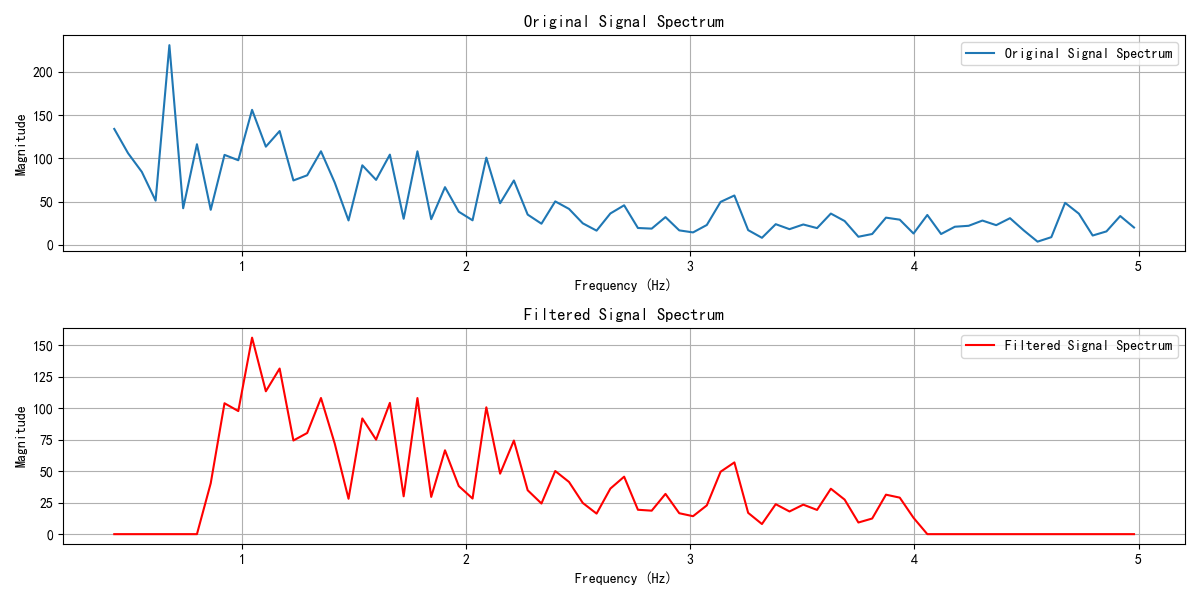 Original Signal Spectrum
Original Signal Spectrum
200
150
100
50
0
Magnitude
1 2 3 4 5
Frequency (Hz)
Filtered Signal Spectrum
Filtered Signal Spectrum
150
125
100
75
50
25
0
Magnitude
1 2 3 4 5
Frequency (Hz)